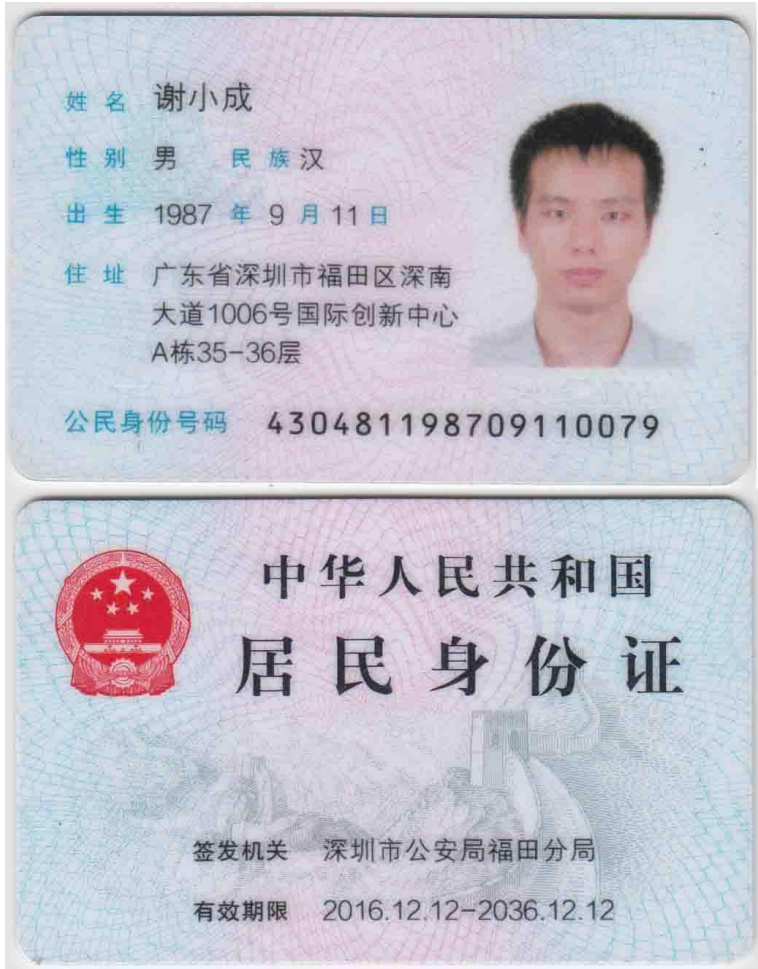 姓名 谢小成
性别 男 民族 汉
出生 1987 年 9 月 11 日
住址 广东省深圳市福田区深南
大道1006号国际创新中心
A栋35-36层
公民身份号码 430481198709110079
中华人民共和国
居民身份证
签发机关 深圳市公安局福田分局
有效期限 2016.12.12-2036.12.12